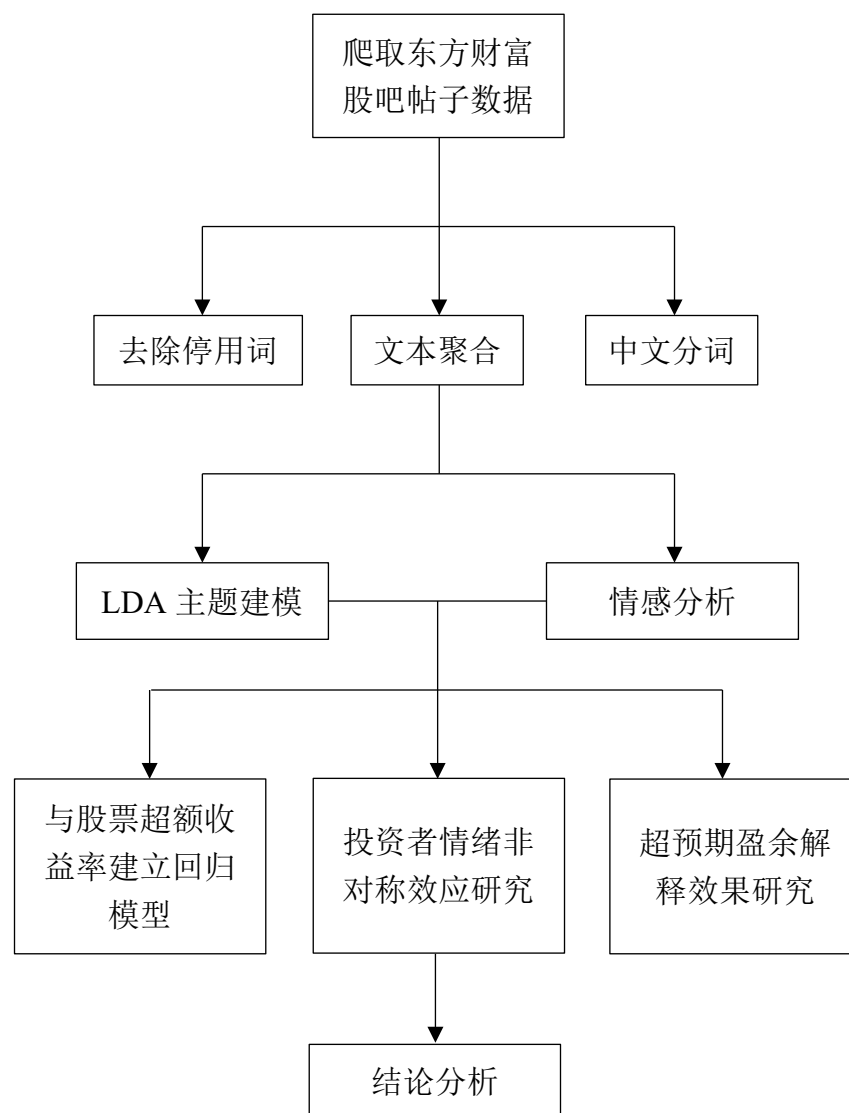 爬取东方财富
股吧帖子数据
去除停用词
文本聚合
中文分词
LDA 主题建模
情感分析
与股票超额收
益率建立回归
模型
投资者情绪非
对称效应研究
超预期盈余解
释效果研究
结论分析